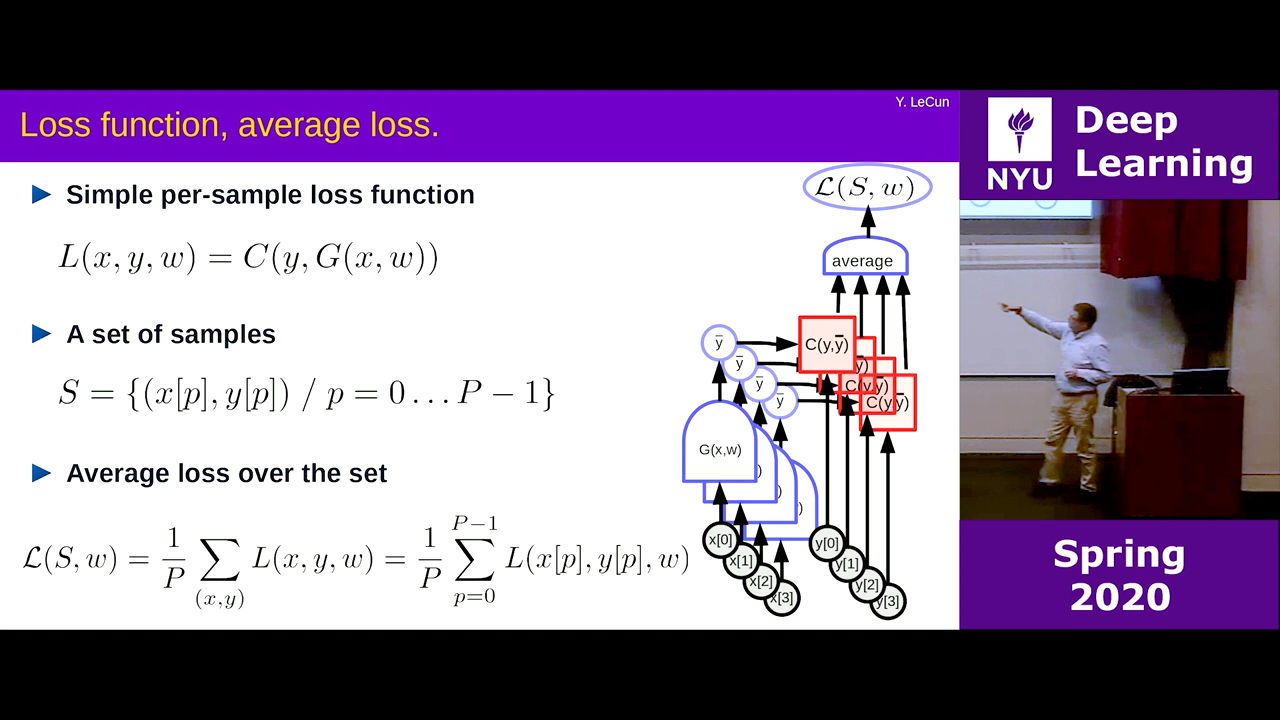 Y. LeCun
Loss function, average loss.
Simple per-sample loss function
L(x, y, w) = C(y, G(x, w))
A set of samples
S = {(x[p], y[p]) / p = 0 . . . P − 1}
Average loss over the set
ℒ(S, w) = 1/P ∑_(x,y) L(x, y, w) = 1/P ∑_{p=0}^{P−1} L(x[p], y[p], w)
ℒ(S, w)
average
ȳ
C(y,ȳ)
ȳ
y)
ȳ
C(y,ȳ)
ȳ
C(y,ȳ)
G(x,w)
)
)
)
x[0]
y[0]
x[1]
y[1]
x[2]
y[2]
x[3]
y[3]
NYU
Deep
Learning
Spring
2020